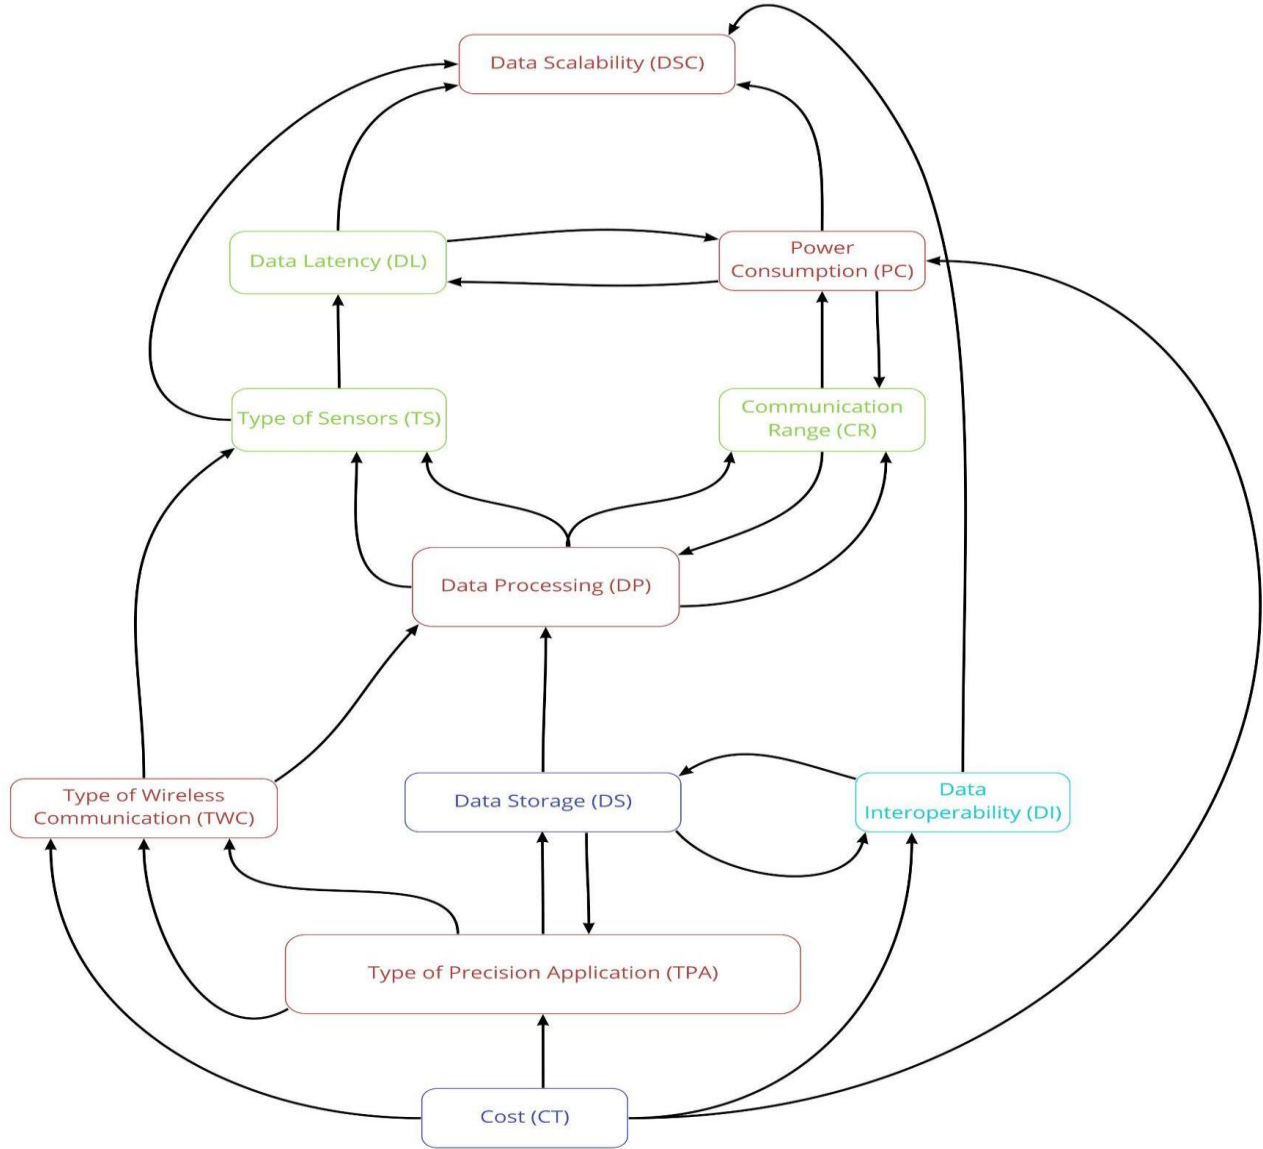 Data Scalability (DSC)
Data Latency (DL)
Power
Consumption (PC)
Type of Sensors (TS)
Communication
Range (CR)
Data Processing (DP)
Type of Wireless
Communication (TWC)
Data Storage (DS)
Data
Interoperability (DI)
Type of Precision Application (TPA)
Cost (CT)